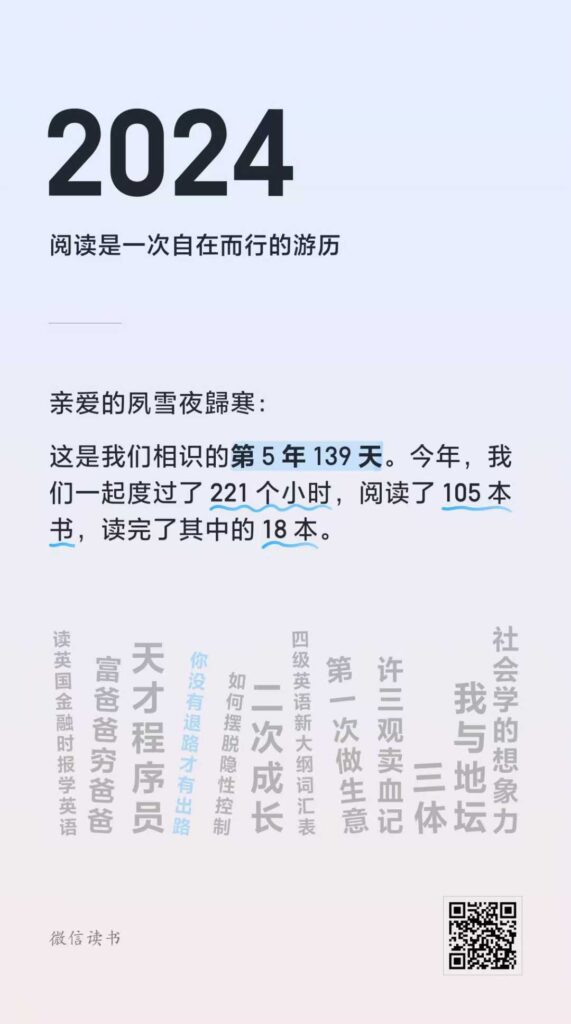 2024
阅读是一次自在而行的游历
亲爱的夙雪夜歸寒：
这是我们相识的第 5 年 139 天。今年，我
们一起度过了 221 个小时，阅读了 105 本
书，读完了其中的 18 本。
读英国金融时报学英语
富爸爸穷爸爸
天才程序员
你没有退路才有出路
如何摆脱隐性控制
二次成长
四级英语新大纲词汇表
第一次做生意
许三观卖血记
三体
我与地坛
社会学的想象力
微信读书